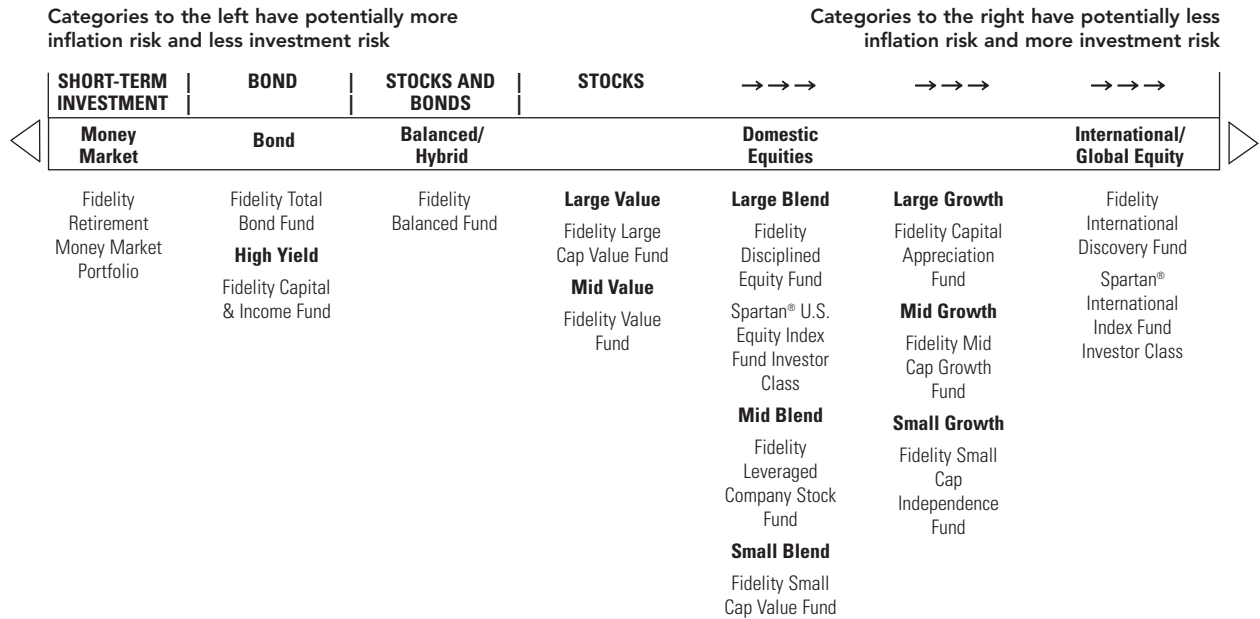 Categories to the left have potentially more
inflation risk and less investment risk
Categories to the right have potentially less
inflation risk and more investment risk
SHORT-TERM
INVESTMENT
BOND
STOCKS AND
BONDS
STOCKS
→→→
→→→
→→→
Money
Market
Bond
Balanced/
Hybrid
Domestic
Equities
International/
Global Equity
Fidelity
Retirement
Money Market
Portfolio
Fidelity Total
Bond Fund
High Yield
Fidelity Capital
& Income Fund
Fidelity
Balanced Fund
Large Value
Fidelity Large
Cap Value Fund
Mid Value
Fidelity Value
Fund
Large Blend
Fidelity
Disciplined
Equity Fund
Spartan® U.S.
Equity Index
Fund Investor
Class
Mid Blend
Fidelity
Leveraged
Company Stock
Fund
Small Blend
Fidelity Small
Cap Value Fund
Large Growth
Fidelity Capital
Appreciation
Fund
Mid Growth
Fidelity Mid
Cap Growth
Fund
Small Growth
Fidelity Small
Cap
Independence
Fund
Fidelity
International
Discovery Fund
Spartan®
International
Index Fund
Investor Class